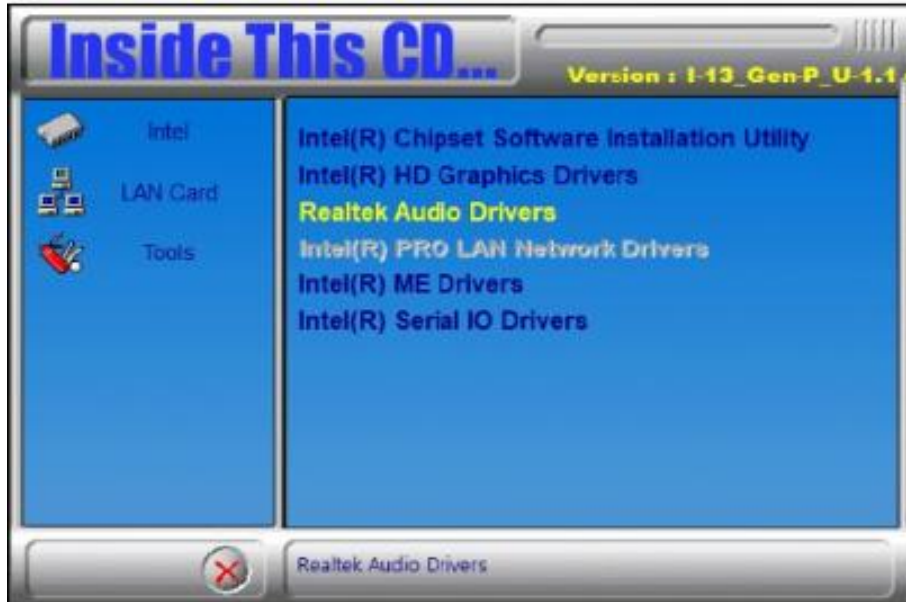 Inside This CD...
Version : I-13_Gen-P_U-1.1
Intel
LAN Card
Tools
Intel(R) Chipset Software Installation Utility
Intel(R) HD Graphics Drivers
Realtek Audio Drivers
Intel(R) PRO LAN Network Drivers
Intel(R) ME Drivers
Intel(R) Serial IO Drivers
Realtek Audio Drivers